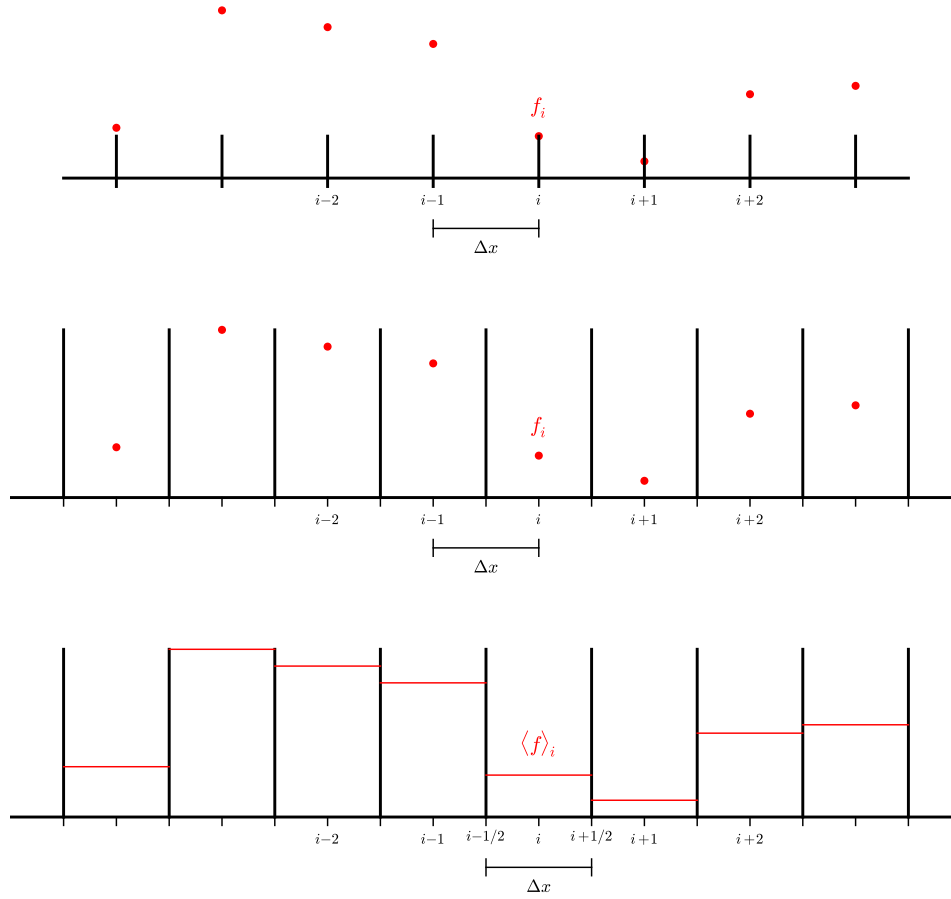 f_i
i−2 i−1 i i+1 i+2
Δx
f_i
i−2 i−1 i i+1 i+2
Δx
⟨f⟩_i
i−2 i−1 i−1/2 i i+1/2 i+1 i+2
Δx